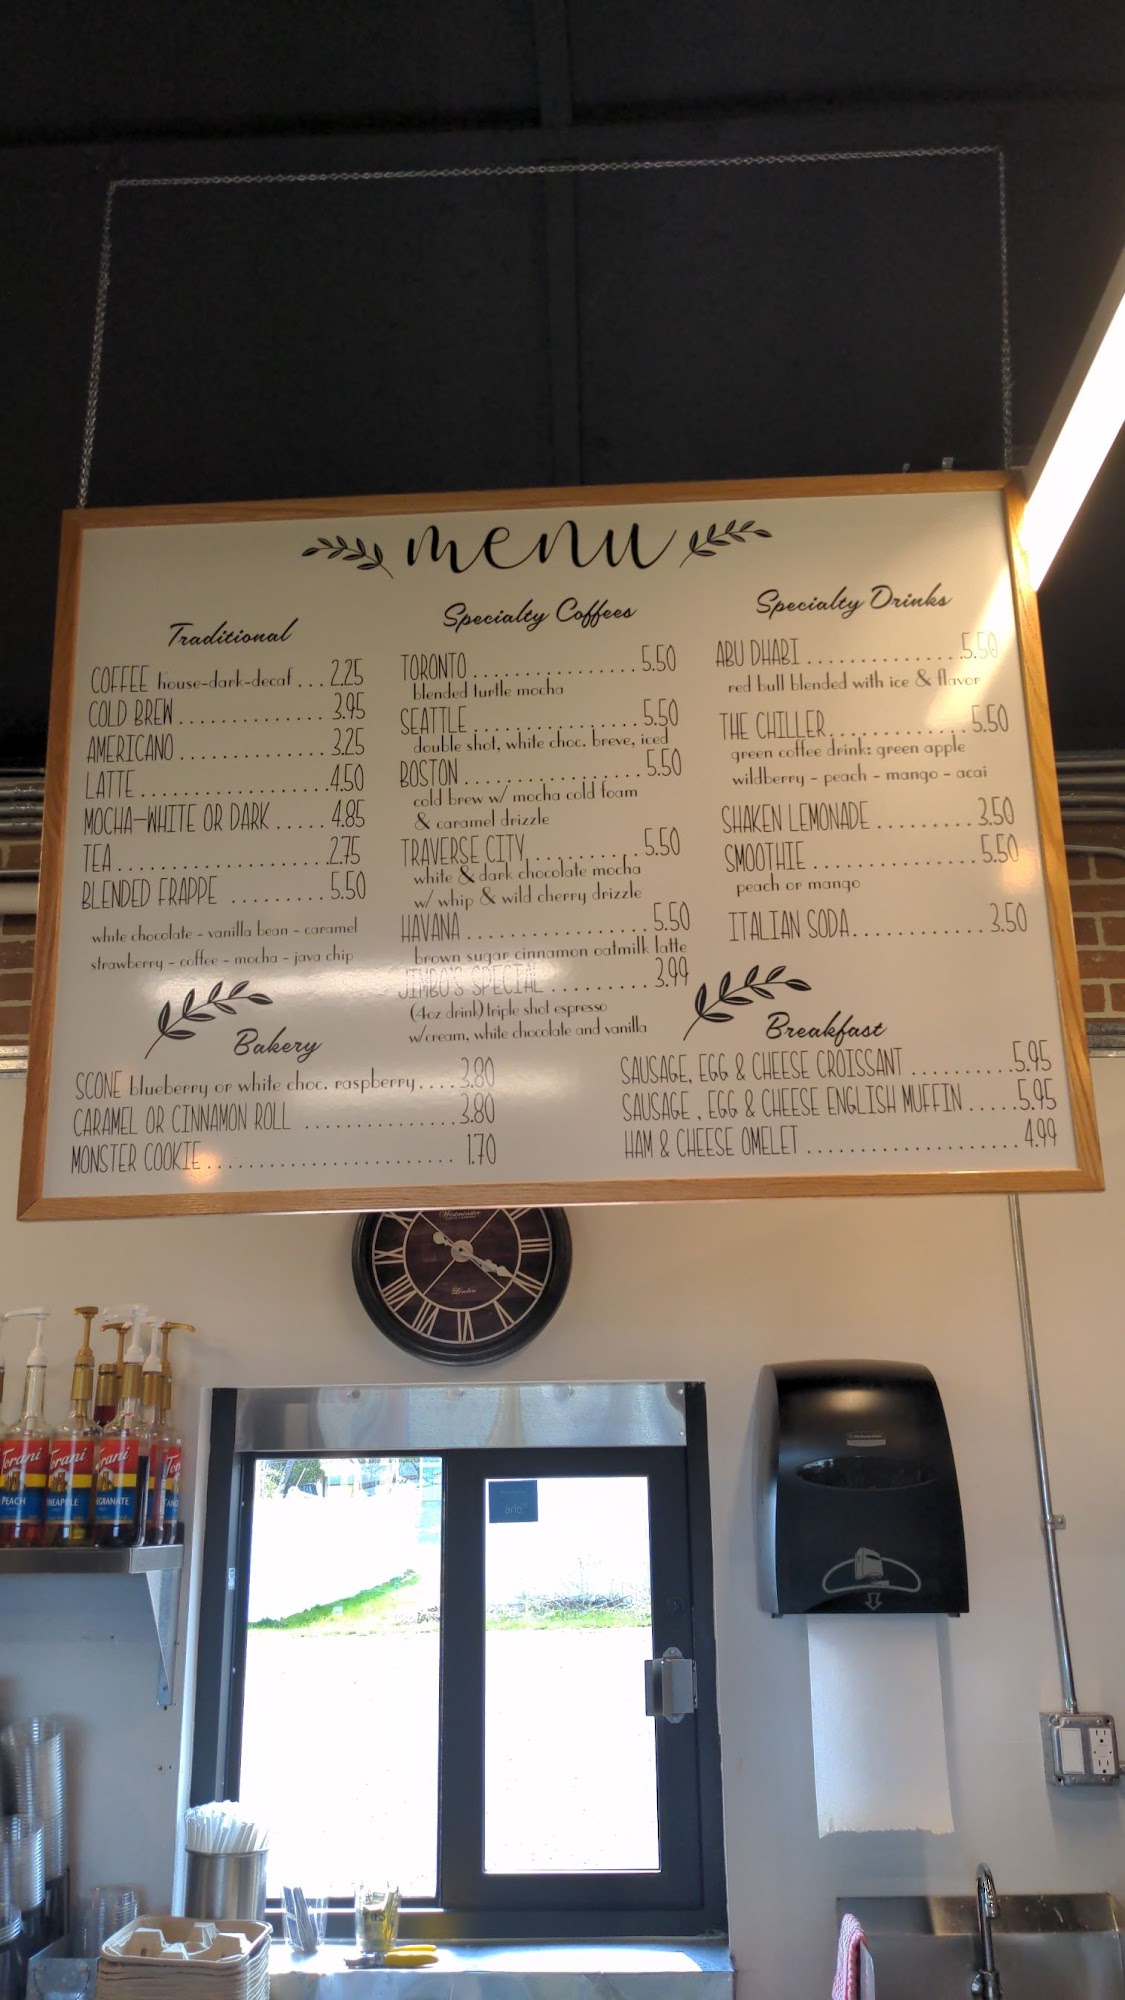 menu
Traditional
COFFEE house-dark-decaf ... 2.25
COLD BREW ............. 3.95
AMERICANO ............. 3.25
LATTE ................. 4.50
MOCHA-WHITE OR DARK ..... 4.85
TEA .................... 2.75
BLENDED FRAPPE ......... 5.50
white chocolate - vanilla bean - caramel
strawberry - coffee - mocha - java chip
Specialty Coffees
TORONTO ................ 5.50
blended turtle mocha
SEATTLE ................ 5.50
double shot, white choc. breve, iced
BOSTON ................. 5.50
cold brew w/ mocha cold foam
& caramel drizzle
TRAVERSE CITY .......... 5.50
white & dark chocolate mocha
w/ whip & wild cherry drizzle
HAVANA ................. 5.50
brown sugar cinnamon oatmilk latte
JIMBO'S SPECIAL ......... 3.99
(4oz drink) triple shot espresso
w/cream, white chocolate and vanilla
Specialty Drinks
ABU DHABI ............... 5.50
red bull blended with ice & flavor
THE CHILLER ............. 5.50
green coffee drink: green apple
wildberry - peach - mango - acai
SHAKEN LEMONADE ......... 3.50
SMOOTHIE ................ 5.50
peach or mango
ITALIAN SODA ............ 3.50
Bakery
SCONE blueberry or white choc. raspberry .... 3.80
CARAMEL OR CINNAMON ROLL ............... 3.80
MONSTER COOKIE ........................ 1.70
Breakfast
SAUSAGE, EGG & CHEESE CROISSANT .......... 5.95
SAUSAGE , EGG & CHEESE ENGLISH MUFFIN ..... 5.95
HAM & CHEESE OMELET ..................... 4.99
Westminster
London
Torani
PEACH
Torani